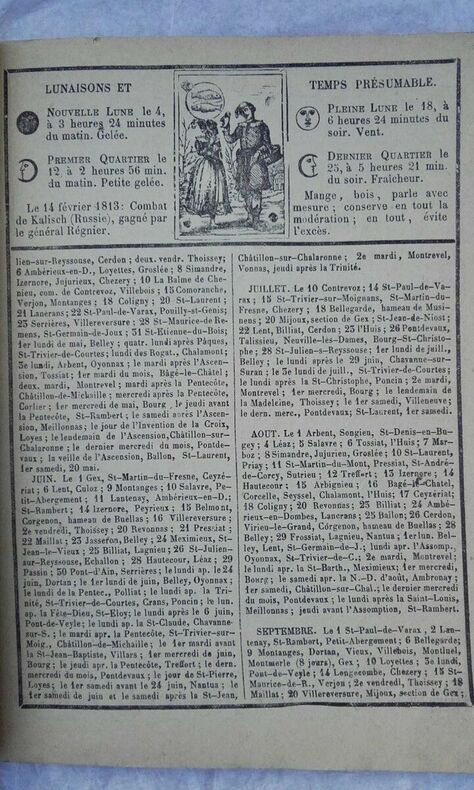 LUNAISONS ET
NOUVELLE LUNE le 4,
à 3 heures 24 minutes
du matin. Gelée.
PREMIER QUARTIER le
12 à 2 heures 56 min.
du matin. Petite gelée.
Le 14 février 1813: Combat
de Kalisch (Russie), gagné par
le général Régnier.
TEMPS PRÉSUMABLE.
PLEINE LUNE le 18, à
6 heures 24 minutes du
soir. Vent.
DERNIER QUARTIER le
25, à 5 heures 21 min.
du soir. Fraîcheur.
Mange, bois, parle avec
mesure; conserve en tout la
modération; en tout, évite
l'excès.
lien-sur-Reyssouse, Cerdon; deux. vendr. Thoissey;
6 Ambérieux-en-D., Loyettes, Groslée; 8 Simandre,
Izernore, Jujurieux, Chezery; 10 La Balme de Che-
nieu, com. de Contrevoz, Villebois; 15 Comoranche,
Verjon, Montanges; 18 Coligny; 20 St-Laurent;
21 Lancrans; 22 St-Paul-de-Varax, Pouilly-St-Genis;
23 Serrières, Villereversure; 28 St-Maurice-de-Re-
mens, St-Germain-de-Joux; 31 St-Etienne-du-Bois;
1er lundi de mai, Belley; quatr. lundi après Pâques,
St-Trivier-de-Courtes; lundi des Rogat., Chalamont;
3e lundi, Arbent, Oyonnax; le mardi après l'Ascen-
sion, Tossiat; 1er mardi du mois, Bâgé-le-Châtel;
deux. mardi, Montrevel; mardi après la Pentecôte,
Châtillon-de-Michaille; mercredi après la Pentecôte,
Corlier; 1er mercredi de mai, Bourg; le jeudi avant
la Pentecôte, St-Rambert; le samedi après l'Ascen-
sion, Meillonnas; le jour de l'Invention de la Croix,
Loyes; le lendemain de l'Ascension, Châtillon-sur-
Chalaronne; le dernier mercredi du mois, Pontde-
vaux; la veille de l'Ascension, Ballon, St-Laurent,
1er samedi, 20 mai.
JUIN. Le 1 Gex, St-Martin-du-Fresne, Ceyzé-
riat; 6 Lent, Culoz; 9 Montanges; 10 Salavre, Pe-
tit-Abergement; 11 Lantenay, Ambérieux-en-D.;
St-Rambert; 14 Izernore, Peyrieux; 15 Belmont,
Corgenon, hameau de Buellas; 16 Villereversure;
2e vendredi, Thoissey; 20 Revonnas; 21 Pressiat;
22 Maillat; 23 Jasseron, Belley; 24 Meximieux, St-
Jean-le-Vieux; 25 Billiat, Lagnieu; 26 St-Julien-
sur-Reyssouse, Echallon; 28 Hauteeour, Léaz; 29
Passin; 30 Pont-d'Ain, Serrières; le lundi ap. le 24
juin, Dortan; le 1er lundi de juin, Belley, Oyonnax;
le lundi de la Pentec., Polliat; le lundi ap. la Tri-
nité, St-Trivier-de-Courtes, Crans, Poncin; le lun.
ap. la Fête-Dieu, St-Eloy; le lundi après le 6 juin,
Pont-de-Veyle; le lundi ap. la St-Claude, Chavanne-
sur-S.; le mardi apr. la Pentecôte, St-Trivier-sur-
Moig., Châtillon-de-Michaille; le 1er mardi avant
la St-Jean-Baptiste, Villars; 1er mercredi de juin,
Bourg; le jeudi apr. la Pentecôte, Treffort; le dern.
mercredi du mois, Pontdevaux; le jour de St-Pierre,
Loyes; le 1er samedi avant le 24 juin, Nantua; le
1er samedi de juin et le samedi après la St-Jean,
Châtillon-sur-Chalaronne; 2e mardi, Montrevel,
Vonnas, jeudi après la Trinité.
JUILLET. Le 10 Contrevoz; 14 St-Paul-de-Va-
rax; 15 St-Trivier-sur-Moignans, St-Martin-du-
Fresne, Chezery; 18 Bellegarde, hameau de Musi-
nens; 20 Mijoux, section de Gex; St-Jean-de-Niost;
22 Lent, Billiat, Cerdon; 25 l'Huis; 26 Pontdevaux,
Talissieu, Neuville-les-Dames, Bourg-St-Christo-
phe; 28 St-Julien-s-Reyssouse; 1er lundi de juil.,
Belley; le lundi après le 29 juin, Chavanne-sur-
Suran; le 3e lundi de juill., St-Trivier-de-Courtes;
le lundi après la St-Christophe, Poncin; 2e mardi,
Montrevel; 1er mercredi, Bourg; le lendemain de
la Madeleine, Thoissey; le 1er samedi, Villeneuve;
le dern. merc., Pontdevaux, St-Laurent, 1er samedi.
AOUT. Le 1 Arbent, Songieu, St-Denis-en-Bu-
gey; 4 Léaz; 5 Salavre; 6 Tossiat, l'Huis; 7 Mar-
boz; 8 Simandre, Jujurieu, Groslée; 10 St-Laurent,
Priay; 11 St-Martin-du-Mont, Pressiat, St-André-
de-Corcy, Sutrieu; 12 Treffort; 13 Izernore; 14
Hautecour; 15 Arbignieu; 16 Bagé-le-Châtel,
Corcelle, Seyssel, Chalamont, l'Huis; 17 Ceyzériat;
18 Coligny; 20 Revonnas; 25 Billiat; 24 Ambé-
rieux-en-Dombes, Lancrans; 25 Ballon; 26 Cerdon,
Virieu-le-Grand, Corgenon, hameau de Buellas; 28
Belley; 29 Frossiat, Lagnieu, Nantua; 1er lun. Bel-
ley, Lent, St-Germain-de-J.; lundi apr. l'Assomp.,
Oyonnax, St-Trivier-de-C.; 2e mardi, Montrevel;
le lundi apr. la St-Barth., Meximieux; 1er mercredi,
Bourg; le samedi ap. la N.-D. d'août, Ambronay;
1er samedi, Châtillon-sur-Chal.; le dernier mercredi
du mois, Pontdevaux; le lundi après la Saint-Louis,
Meillonnas; jeudi avant l'Assomption, St-Rambert.
SEPTEMBRE. Le 1 St-Paul-de-Varax, 2 Lan-
tenay, St-Rambert, Petit-Abergement; 6 Bellegarde;
9 Montanges, Dortan, Vieux, Villebois, Montluel,
Montmerle (8 jours), Gex; 10 Loyettes; 3e lundi,
Pont-de-Veyle; 14 Longecombe, Chezery; 15 St-
Maurice-de-R., Verjon; 2e vendredi, Thoissey; 18
Maillat; 20 Villereversure, Mijoux, section de Gex;